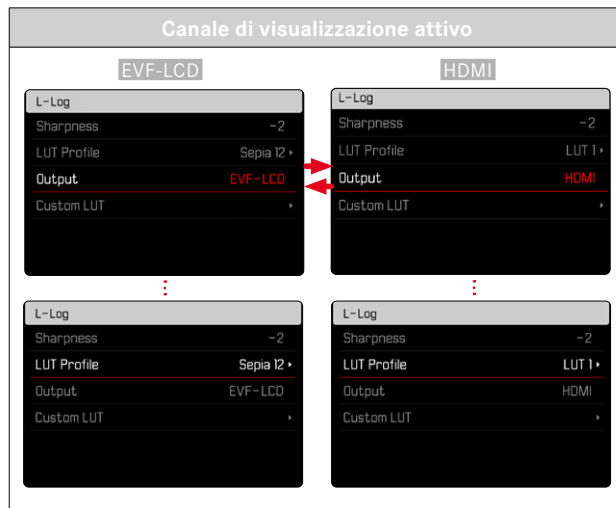 Canale di visualizzazione attivo
EVF-LCD
L-Log
Sharpness -2
LUT Profile Sepia 12
Output EVF-LCD
Custom LUT
HDMI
L-Log
Sharpness -2
LUT Profile LUT 1
Output HDMI
Custom LUT
L-Log
Sharpness -2
LUT Profile Sepia 12
Output EVF-LCD
Custom LUT
L-Log
Sharpness -2
LUT Profile LUT 1
Output HDMI
Custom LUT